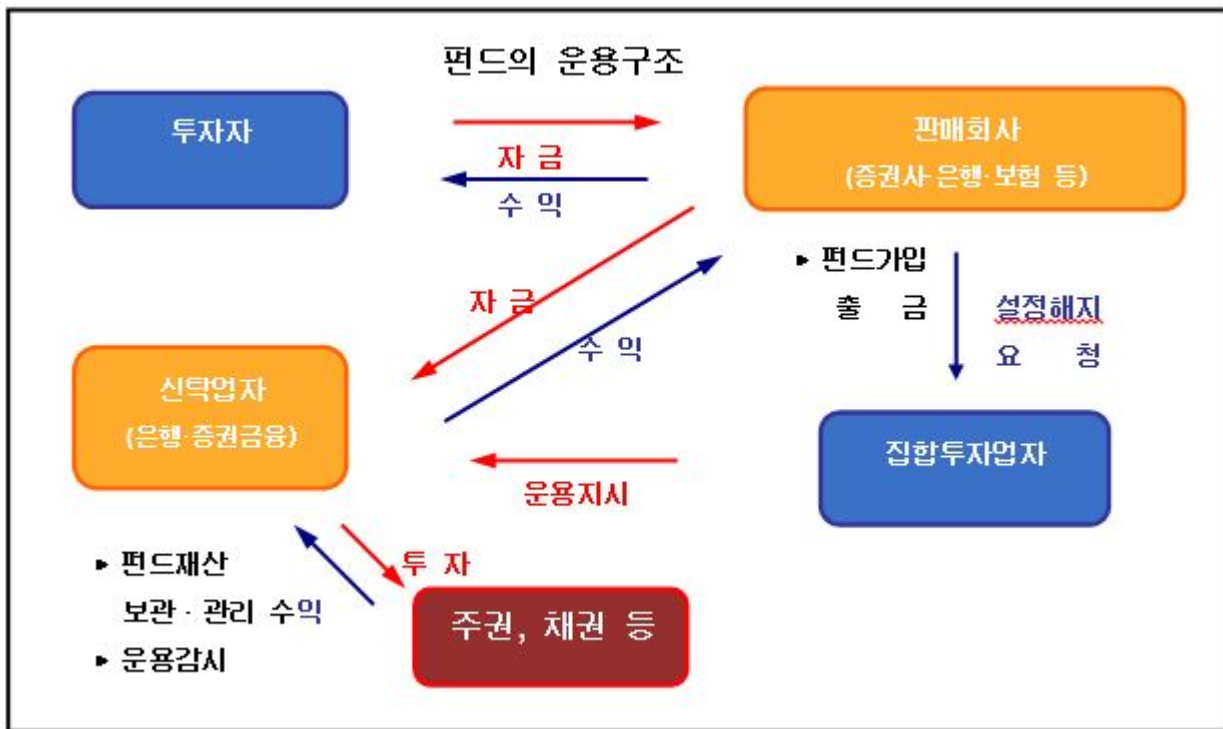 펀드의 운용구조
투자자
자 금
수 익
판매회사
(증권사·은행·보험 등)
▸ 펀드가입
출 금
설정해지
요 청
자 금
수 익
신탁업자
(은행·증권금융)
집합투자업자
운용지시
▸ 펀드재산
보관·관리 수익
▸ 운용감시
투 자
주권, 채권 등